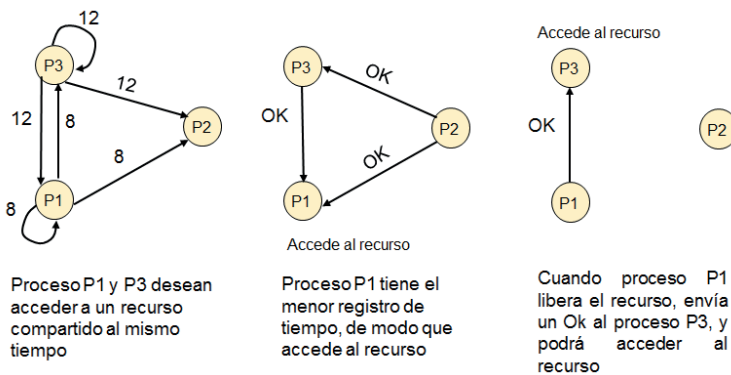 12
P3
12
12
8
P2
8
P1
8
Proceso P1 y P3 desean
acceder a un recurso
compartido al mismo
tiempo
P3
OK
OK
P2
OK
P1
Accede al recurso
Proceso P1 tiene el
menor registro de
tiempo, de modo que
accede al recurso
Accede al recurso
P3
OK
P2
P1
Cuando proceso P1
libera el recurso, envía
un Ok al proceso P3, y
podrá acceder al
recurso